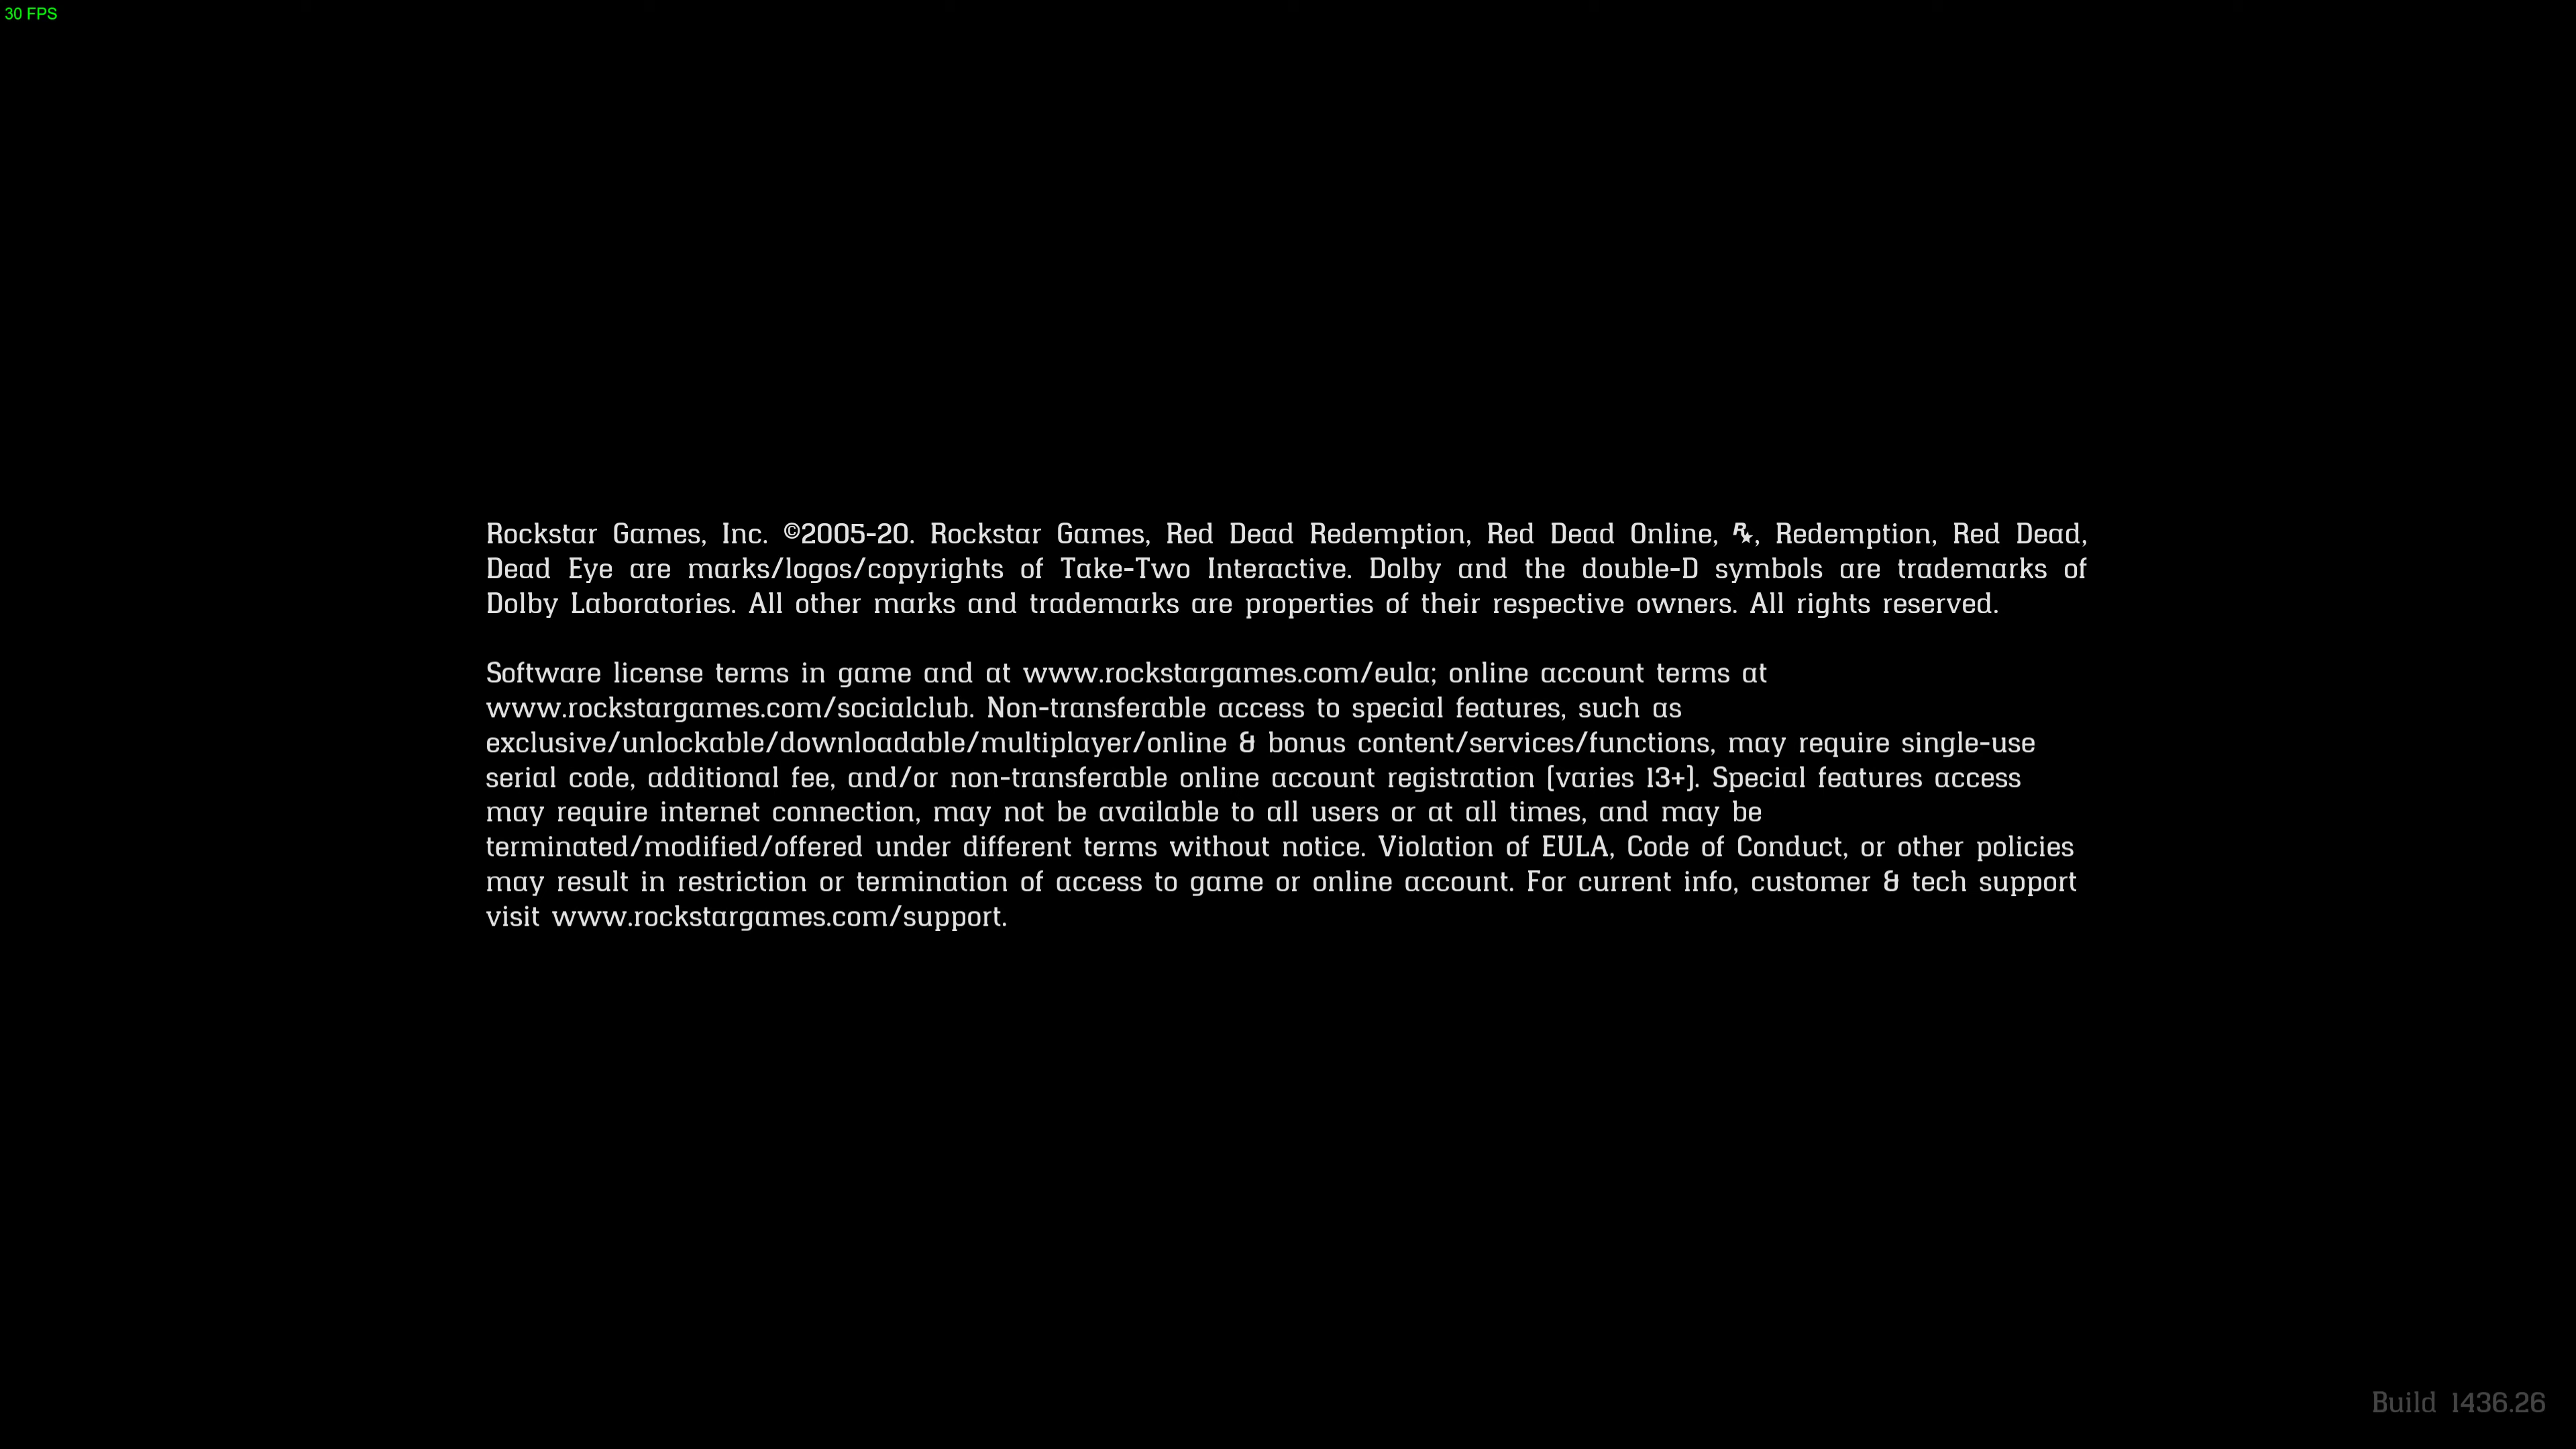 30 FPS
Rockstar Games, Inc. ©2005-20. Rockstar Games, Red Dead Redemption, Red Dead Online, R★, Redemption, Red Dead,
Dead Eye are marks/logos/copyrights of Take-Two Interactive. Dolby and the double-D symbols are trademarks of
Dolby Laboratories. All other marks and trademarks are properties of their respective owners. All rights reserved.
Software license terms in game and at www.rockstargames.com/eula; online account terms at
www.rockstargames.com/socialclub. Non-transferable access to special features, such as
exclusive/unlockable/downloadable/multiplayer/online & bonus content/services/functions, may require single-use
serial code, additional fee, and/or non-transferable online account registration (varies 13+). Special features access
may require internet connection, may not be available to all users or at all times, and may be
terminated/modified/offered under different terms without notice. Violation of EULA, Code of Conduct, or other policies
may result in restriction or termination of access to game or online account. For current info, customer & tech support
visit www.rockstargames.com/support.
Build 1436.26